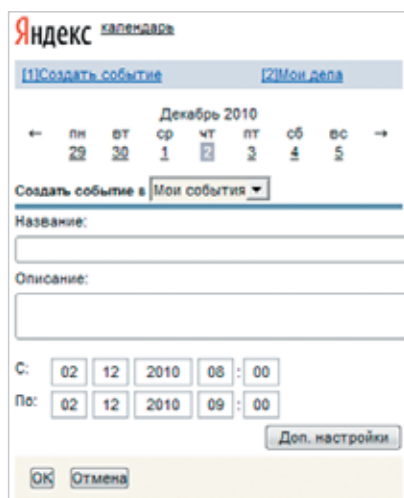 Яндекс календарь
[1]Создать событие [2]Мои дела
Декабрь 2010
← пн вт ср чт пт сб вс →
29 30 1 2 3 4 5
Создать событие в Мои события
Название:
Описание:
С: 02 12 2010 08 : 00
По: 02 12 2010 09 : 00
Доп. настройки
OK Отмена